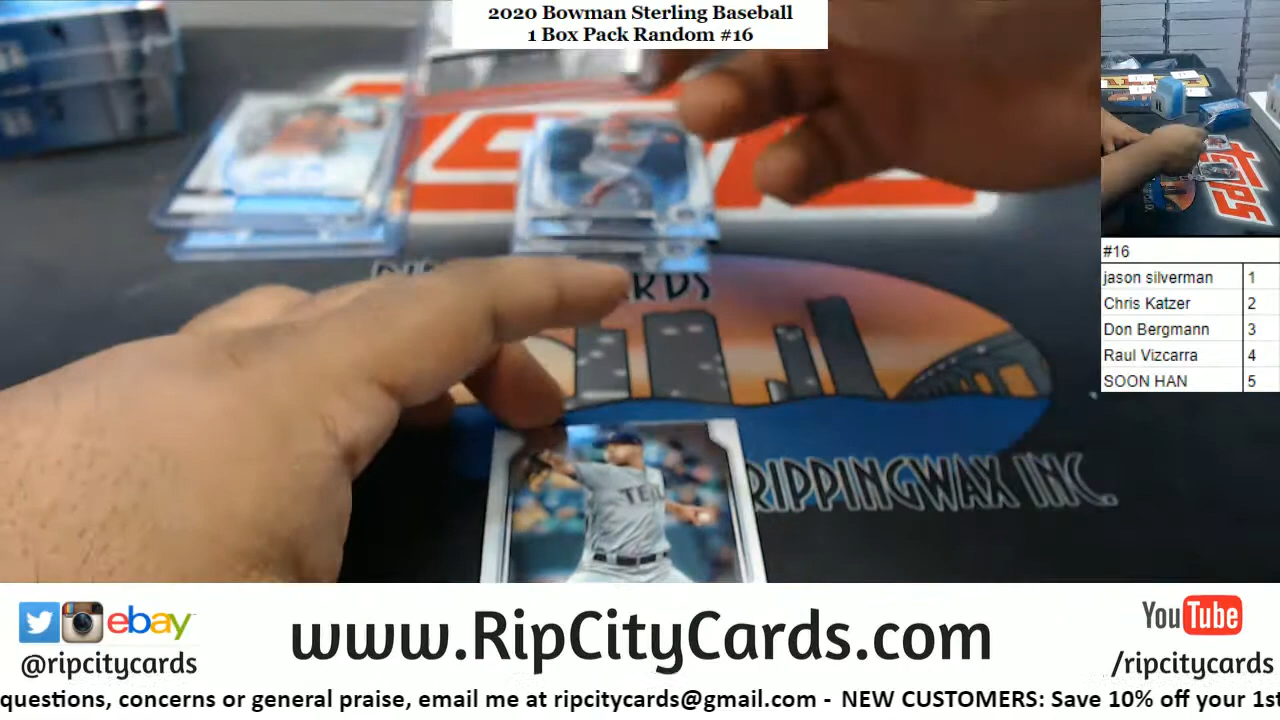 2020 Bowman Sterling Baseball
1 Box Pack Random #16
#16
jason silverman 1
Chris Katzer 2
Don Bergmann 3
Raul Vizcarra 4
SOON HAN 5
RIPPINGWAX INC.
ebay
@ripcitycards
www.RipCityCards.com
YouTube
/ripcitycards
questions, concerns or general praise, email me at ripcitycards@gmail.com - NEW CUSTOMERS: Save 10% off your 1st